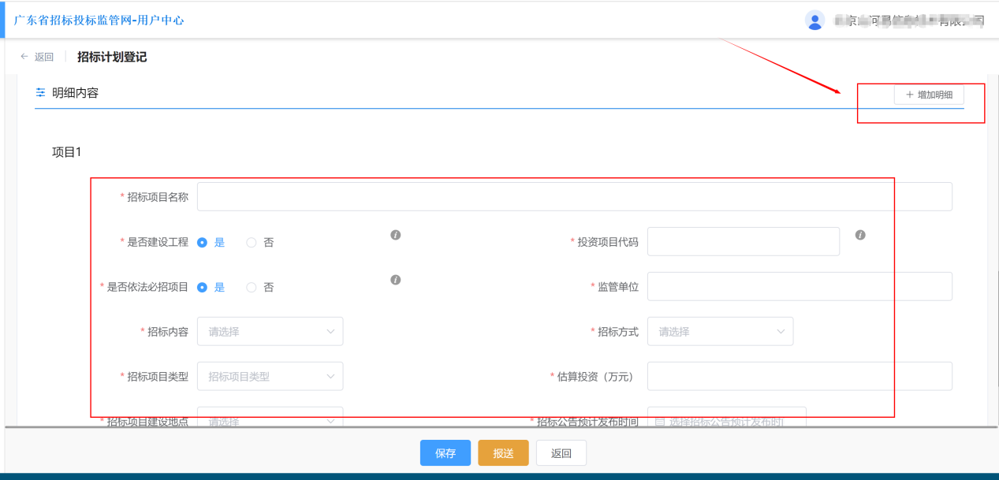 广东省招标投标监管网-用户中心
返回 招标计划登记
明细内容 + 增加明细
项目1
* 招标项目名称
* 是否建设工程 是 否 * 投资项目代码
* 是否依法必招项目 是 否 * 监管单位
* 招标内容 请选择 * 招标方式 请选择
* 招标项目类型 招标项目类型 * 估算投资（万元）
* 招标项目建设地点 请选择 * 招标公告预计发布时间 选择招标公告预计发布时
保存 报送 返回